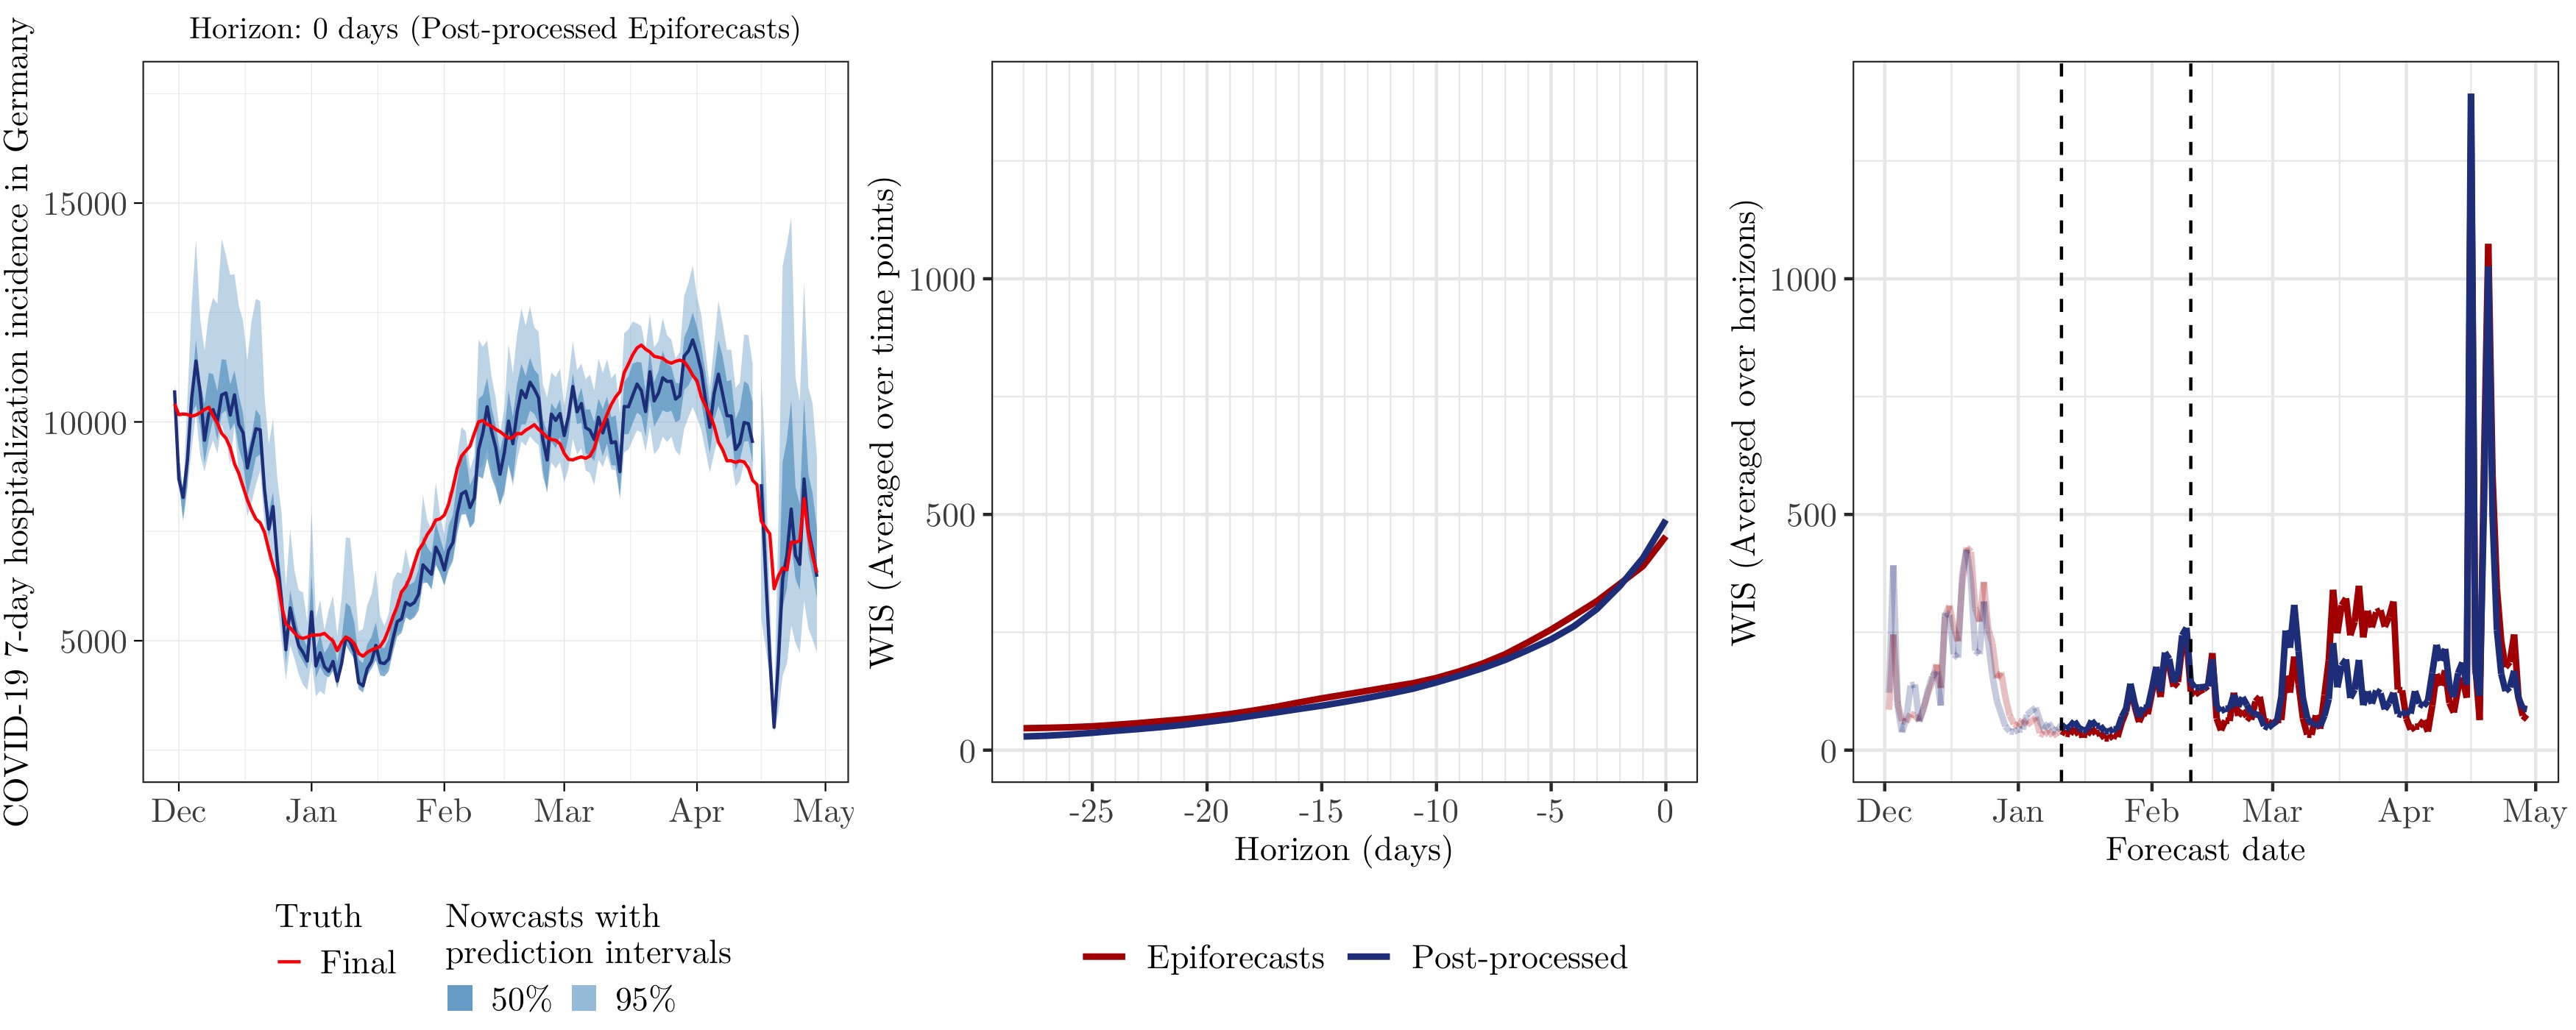 Horizon: 0 days (Post-processed Epiforecasts)
COVID-19 7-day hospitalization incidence in Germany
15000
10000
5000
Dec Jan Feb Mar Apr May
Truth
Final
Nowcasts with
prediction intervals
50% 95%
WIS (Averaged over time points)
1000
500
0
-25 -20 -15 -10 -5 0
Horizon (days)
Epiforecasts Post-processed
WIS (Averaged over horizons)
1000
500
0
Dec Jan Feb Mar Apr May
Forecast date